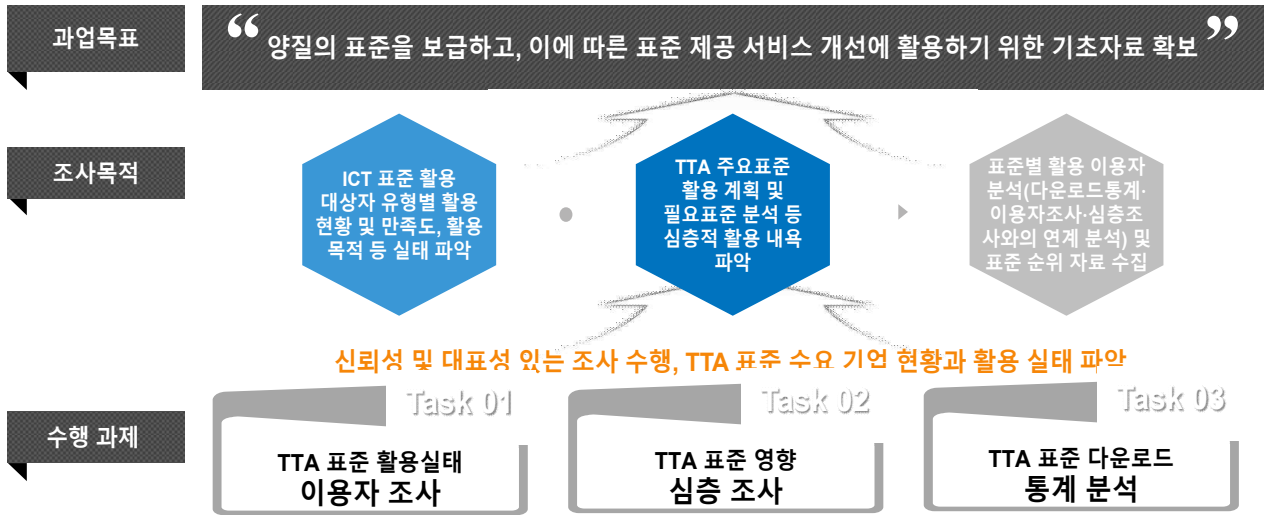 과업목표
“ 양질의 표준을 보급하고, 이에 따른 표준 제공 서비스 개선에 활용하기 위한 기초자료 확보 ”
조사목적
ICT 표준 활용
대상자 유형별 활용
현황 및 만족도, 활용
목적 등 실태 파악
TTA 주요표준
활용 계획 및
필요표준 분석 등
심층적 활용 내욕
파악
표준별 활용 이용자
분석(다운로드통계·
이용자조사·심층조
사와의 연계 분석) 및
표준 순위 자료 수집
신뢰성 및 대표성 있는 조사 수행, TTA 표준 수요 기업 현황과 활용 실태 파악
수행 과제
Task 01
TTA 표준 활용실태
이용자 조사
Task 02
TTA 표준 영향
심층 조사
Task 03
TTA 표준 다운로드
통계 분석